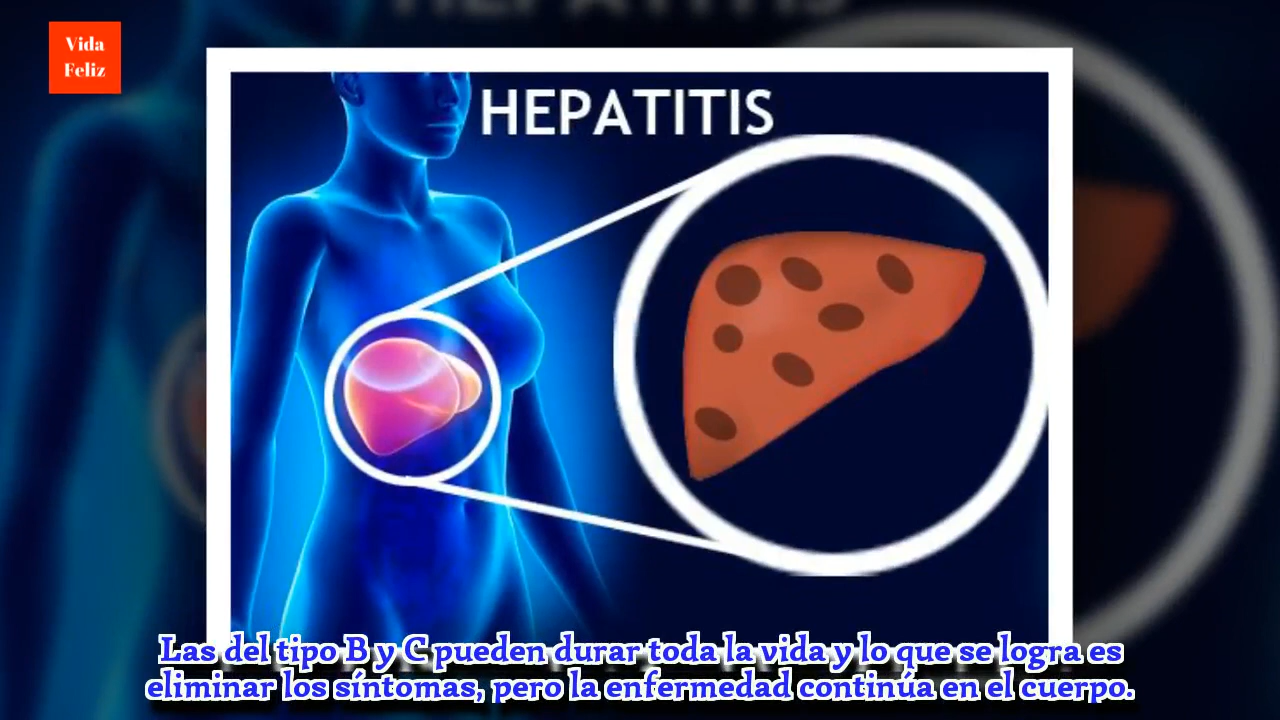 Vida
Feliz
HEPATITIS
Las del tipo B y C pueden durar toda la vida y lo que se logra es
eliminar los síntomas, pero la enfermedad continúa en el cuerpo.